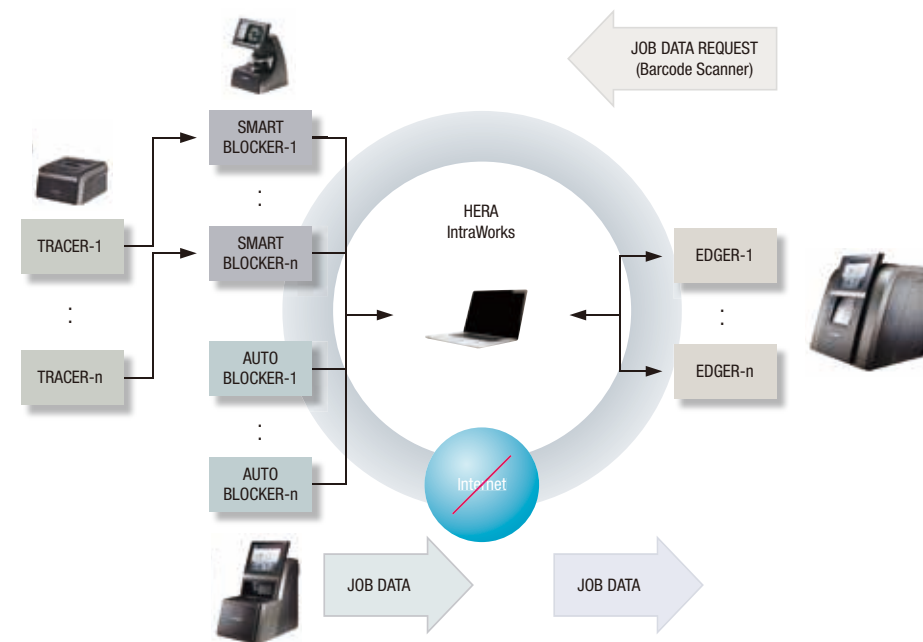 JOB DATA REQUEST
(Barcode Scanner)
SMART
BLOCKER-1
:
TRACER-1
SMART
BLOCKER-n
HERA
IntraWorks
EDGER-1
:
:
TRACER-n
AUTO
BLOCKER-1
EDGER-n
:
AUTO
BLOCKER-n
Internet
JOB DATA
JOB DATA